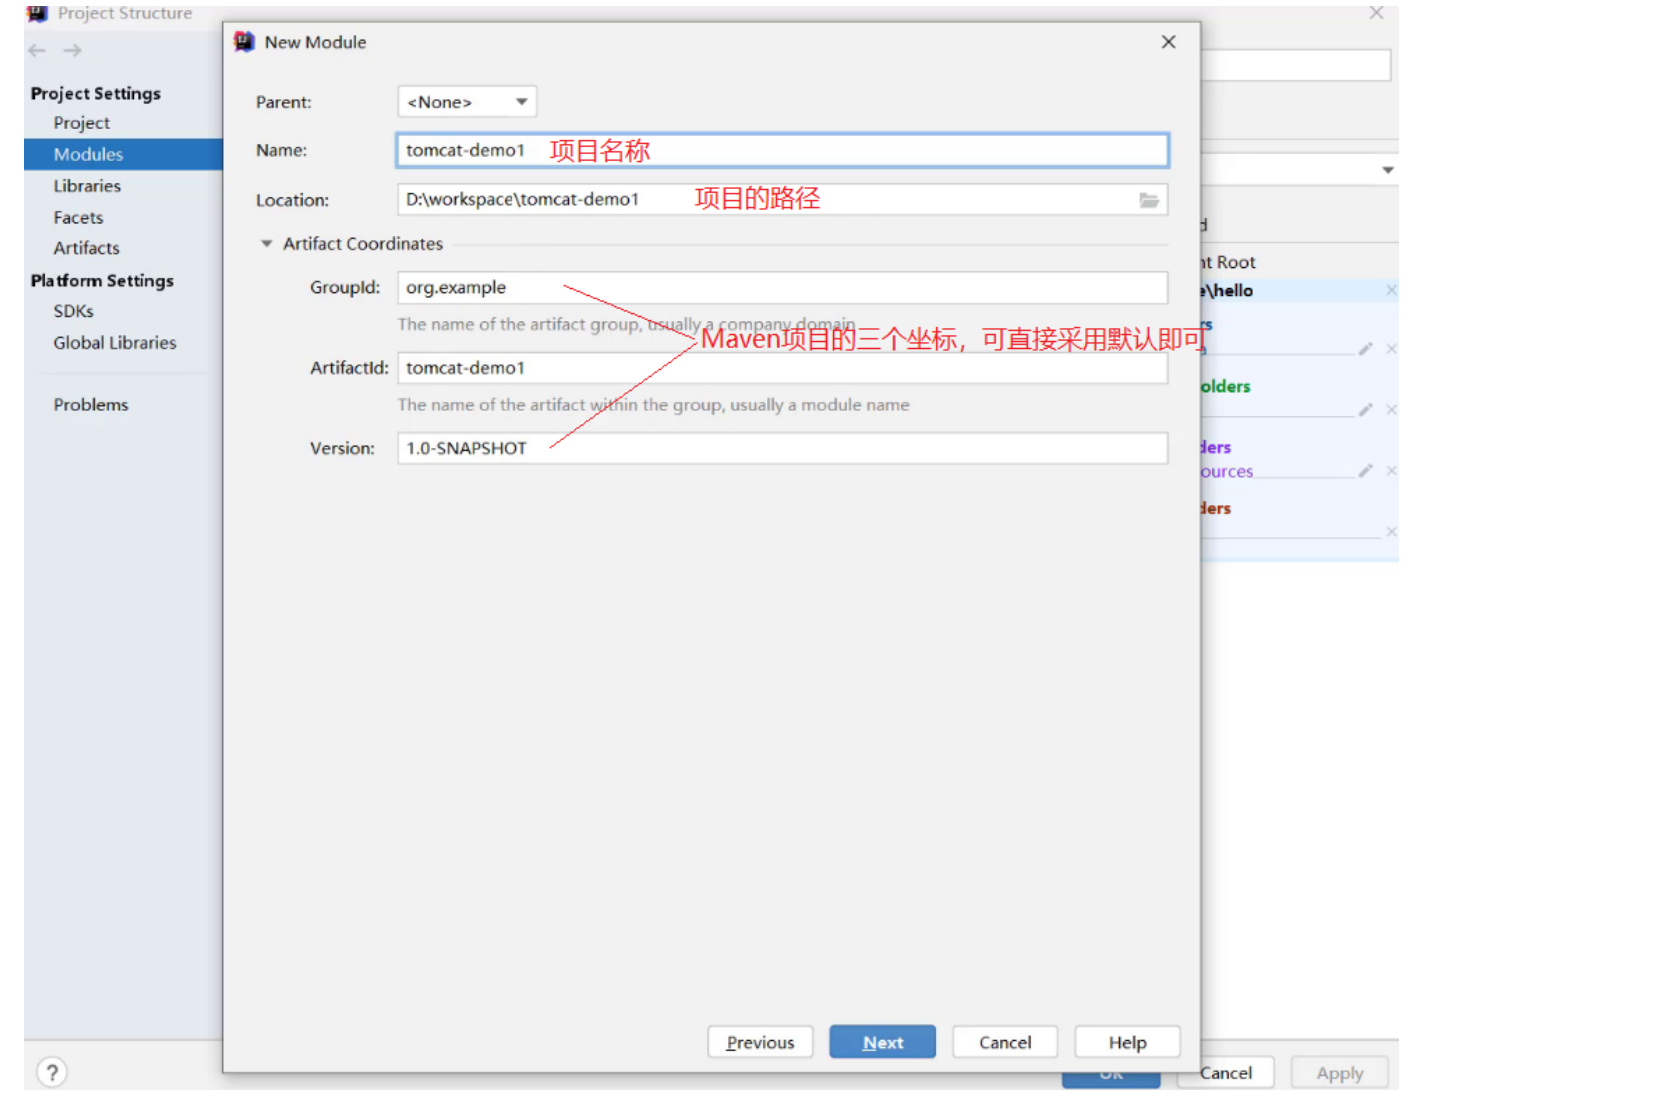 Project Structure
New Module
Project Settings
Project
Modules
Libraries
Facets
Artifacts
Platform Settings
SDKs
Global Libraries
Problems
Parent:
<None>
Name:
tomcat-demo1
项目名称
Location:
D:\workspace\tomcat-demo1
项目的路径
Artifact Coordinates
GroupId:
org.example
The name of the artifact group, usually a company domain
Maven项目的三个坐标，可直接采用默认即可
ArtifactId:
tomcat-demo1
The name of the artifact within the group, usually a module name
Version:
1.0-SNAPSHOT
Previous
Next
Cancel
Help
Root
\hello
olders
ources
?
OK
Cancel
Apply